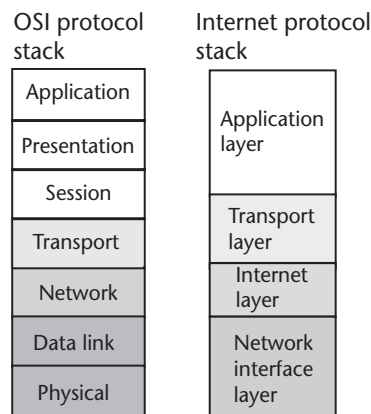 OSI protocol
stack
Application
Presentation
Session
Transport
Network
Data link
Physical
Internet protocol
stack
Application
layer
Transport
layer
Internet
layer
Network
interface
layer